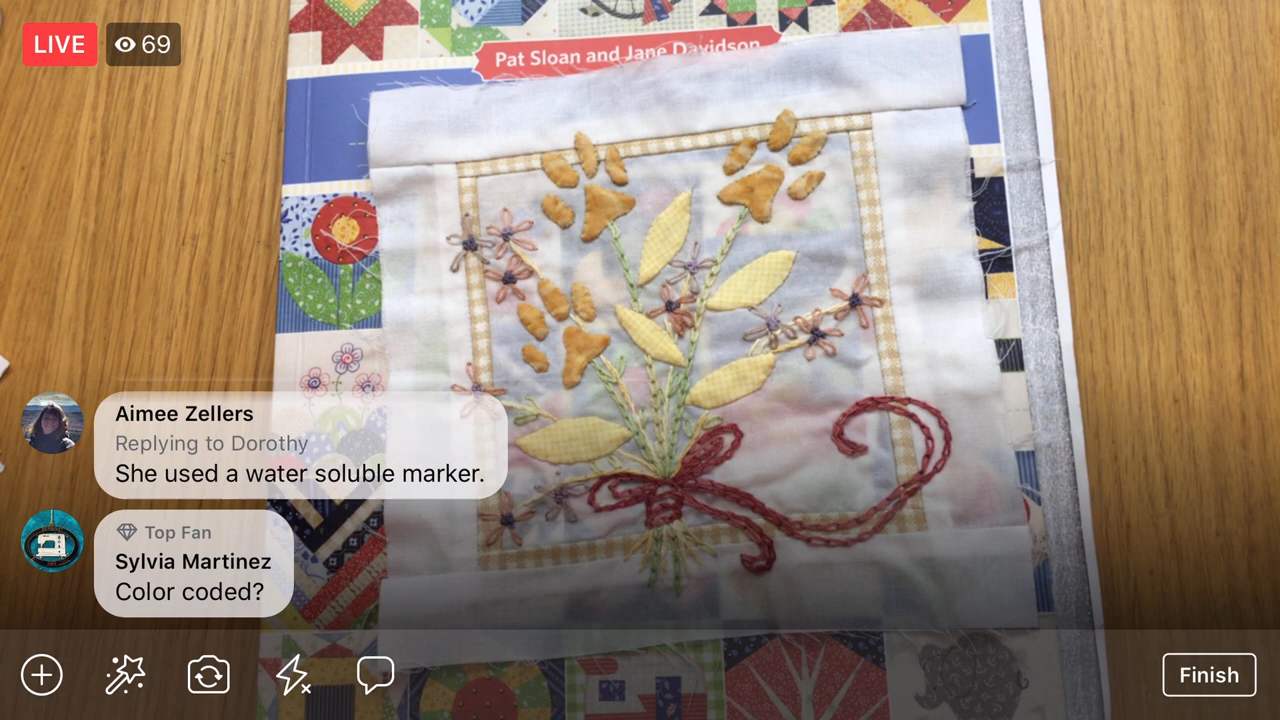 LIVE
69
Pat Sloan and Jane Davidson
Aimee Zellers
Replying to Dorothy
She used a water soluble marker.
Top Fan
Sylvia Martinez
Color coded?
Finish